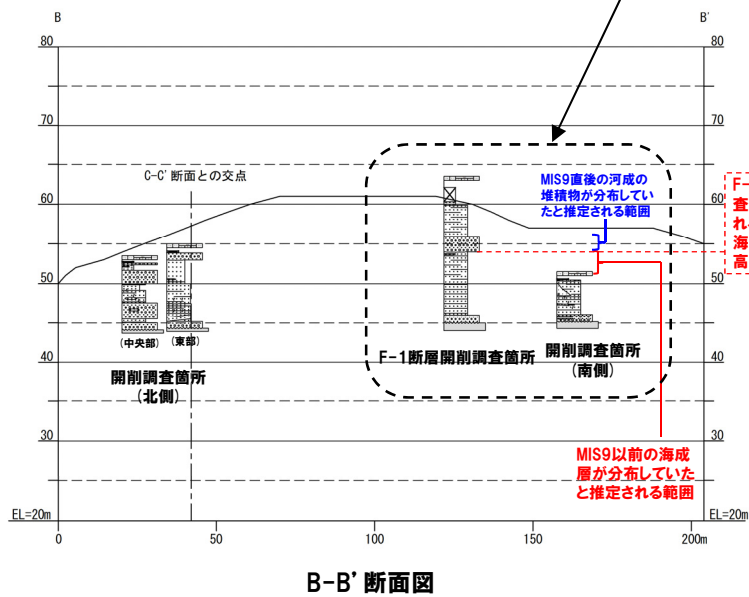 B
B'
80
80
70
70
C-C' 断面との交点
MIS9直後の河成の
堆積物が分布してい
たと推定される範囲
F-
査
れ
海
高
60
60
50
50
(中央部)
(東部)
F-1断層開削調査箇所
開削調査箇所
(南側)
開削調査箇所
(北側)
40
40
30
30
MIS9以前の海成
層が分布していた
と推定される範囲
EL=20m
EL=20m
0
50
100
150
200m
B-B' 断面図